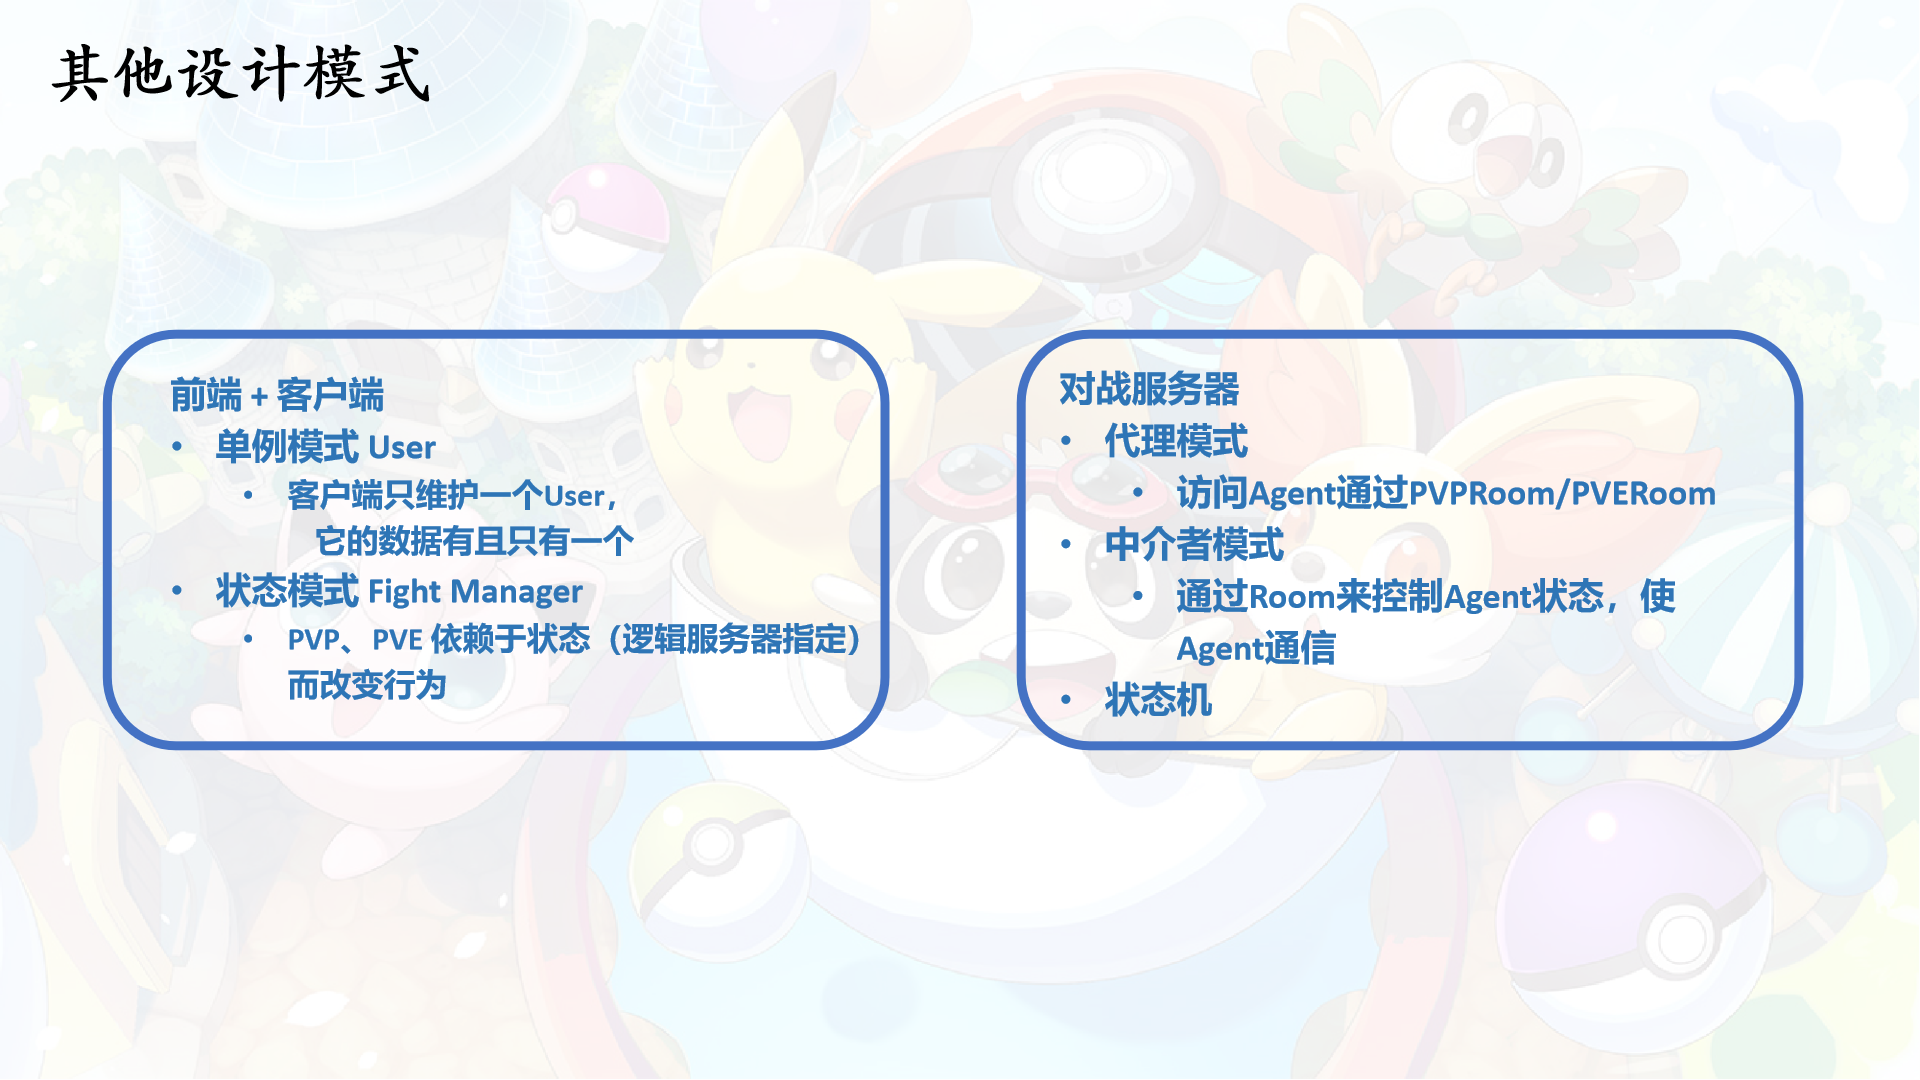 其他设计模式
前端 + 客户端
• 单例模式 User
• 客户端只维护一个User，
它的数据有且只有一个
• 状态模式 Fight Manager
• PVP、PVE 依赖于状态（逻辑服务器指定）
而改变行为
对战服务器
• 代理模式
• 访问Agent通过PVPRoom/PVERoom
• 中介者模式
• 通过Room来控制Agent状态，使
Agent通信
• 状态机